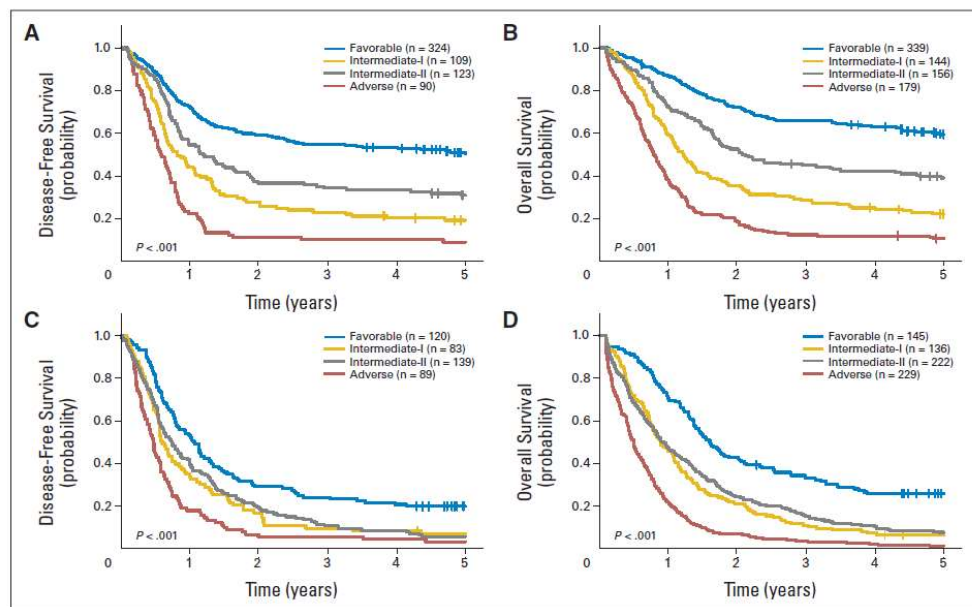 A
Disease-Free Survival
(probability)
1.0
0.8
0.6
0.4
0.2
0
Favorable (n = 324)
Intermediate-I (n = 109)
Intermediate-II (n = 123)
Adverse (n = 90)
P < .001
1 2 3 4 5
Time (years)
B
Overall Survival
(probability)
1.0
0.8
0.6
0.4
0.2
0
Favorable (n = 339)
Intermediate-I (n = 144)
Intermediate-II (n = 156)
Adverse (n = 179)
P < .001
1 2 3 4 5
Time (years)
C
Disease-Free Survival
(probability)
1.0
0.8
0.6
0.4
0.2
0
Favorable (n = 120)
Intermediate-I (n = 83)
Intermediate-II (n = 139)
Adverse (n = 89)
P < .001
1 2 3 4 5
Time (years)
D
Overall Survival
(probability)
1.0
0.8
0.6
0.4
0.2
0
Favorable (n = 145)
Intermediate-I (n = 136)
Intermediate-II (n = 222)
Adverse (n = 229)
P < .001
1 2 3 4 5
Time (years)